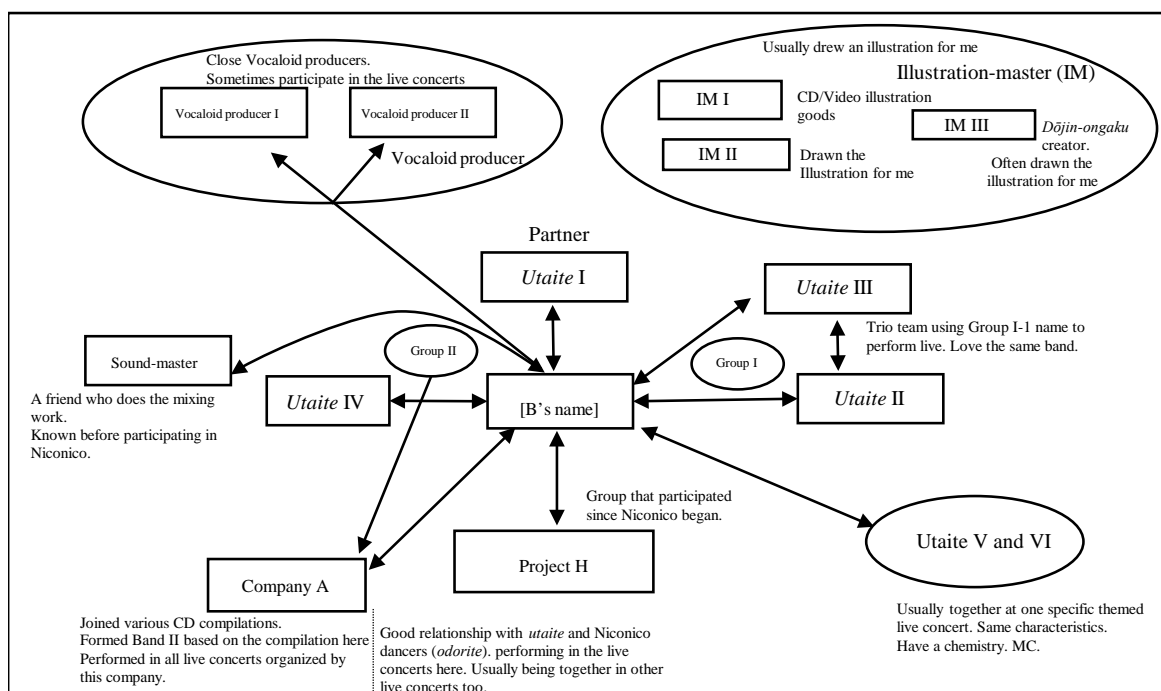 Close Vocaloid producers.
Sometimes participate in the live concerts
Vocaloid producer I
Vocaloid producer II
Vocaloid producer
Usually drew an illustration for me
Illustration-master (IM)
IM I
CD/Video illustration
goods
IM III
Dōjin-ongaku
creator.
Often drawn the
illustration for me
IM II
Drawn the
Illustration for me
Partner
Utaite I
Utaite III
Trio team using Group I-1 name to
perform live. Love the same band.
Group I
Utaite II
Group II
Sound-master
A friend who does the mixing
work.
Known before participating in
Niconico.
Utaite IV
[B's name]
Group that participated
since Niconico began.
Project H
Utaite V and VI
Usually together at one specific themed
live concert. Same characteristics.
Have a chemistry. MC.
Company A
Joined various CD compilations.
Formed Band II based on the compilation here
Performed in all live concerts organized by
this company.
Good relationship with utaite and Niconico
dancers (odorite). performing in the live
concerts here. Usually being together in other
live concerts too.